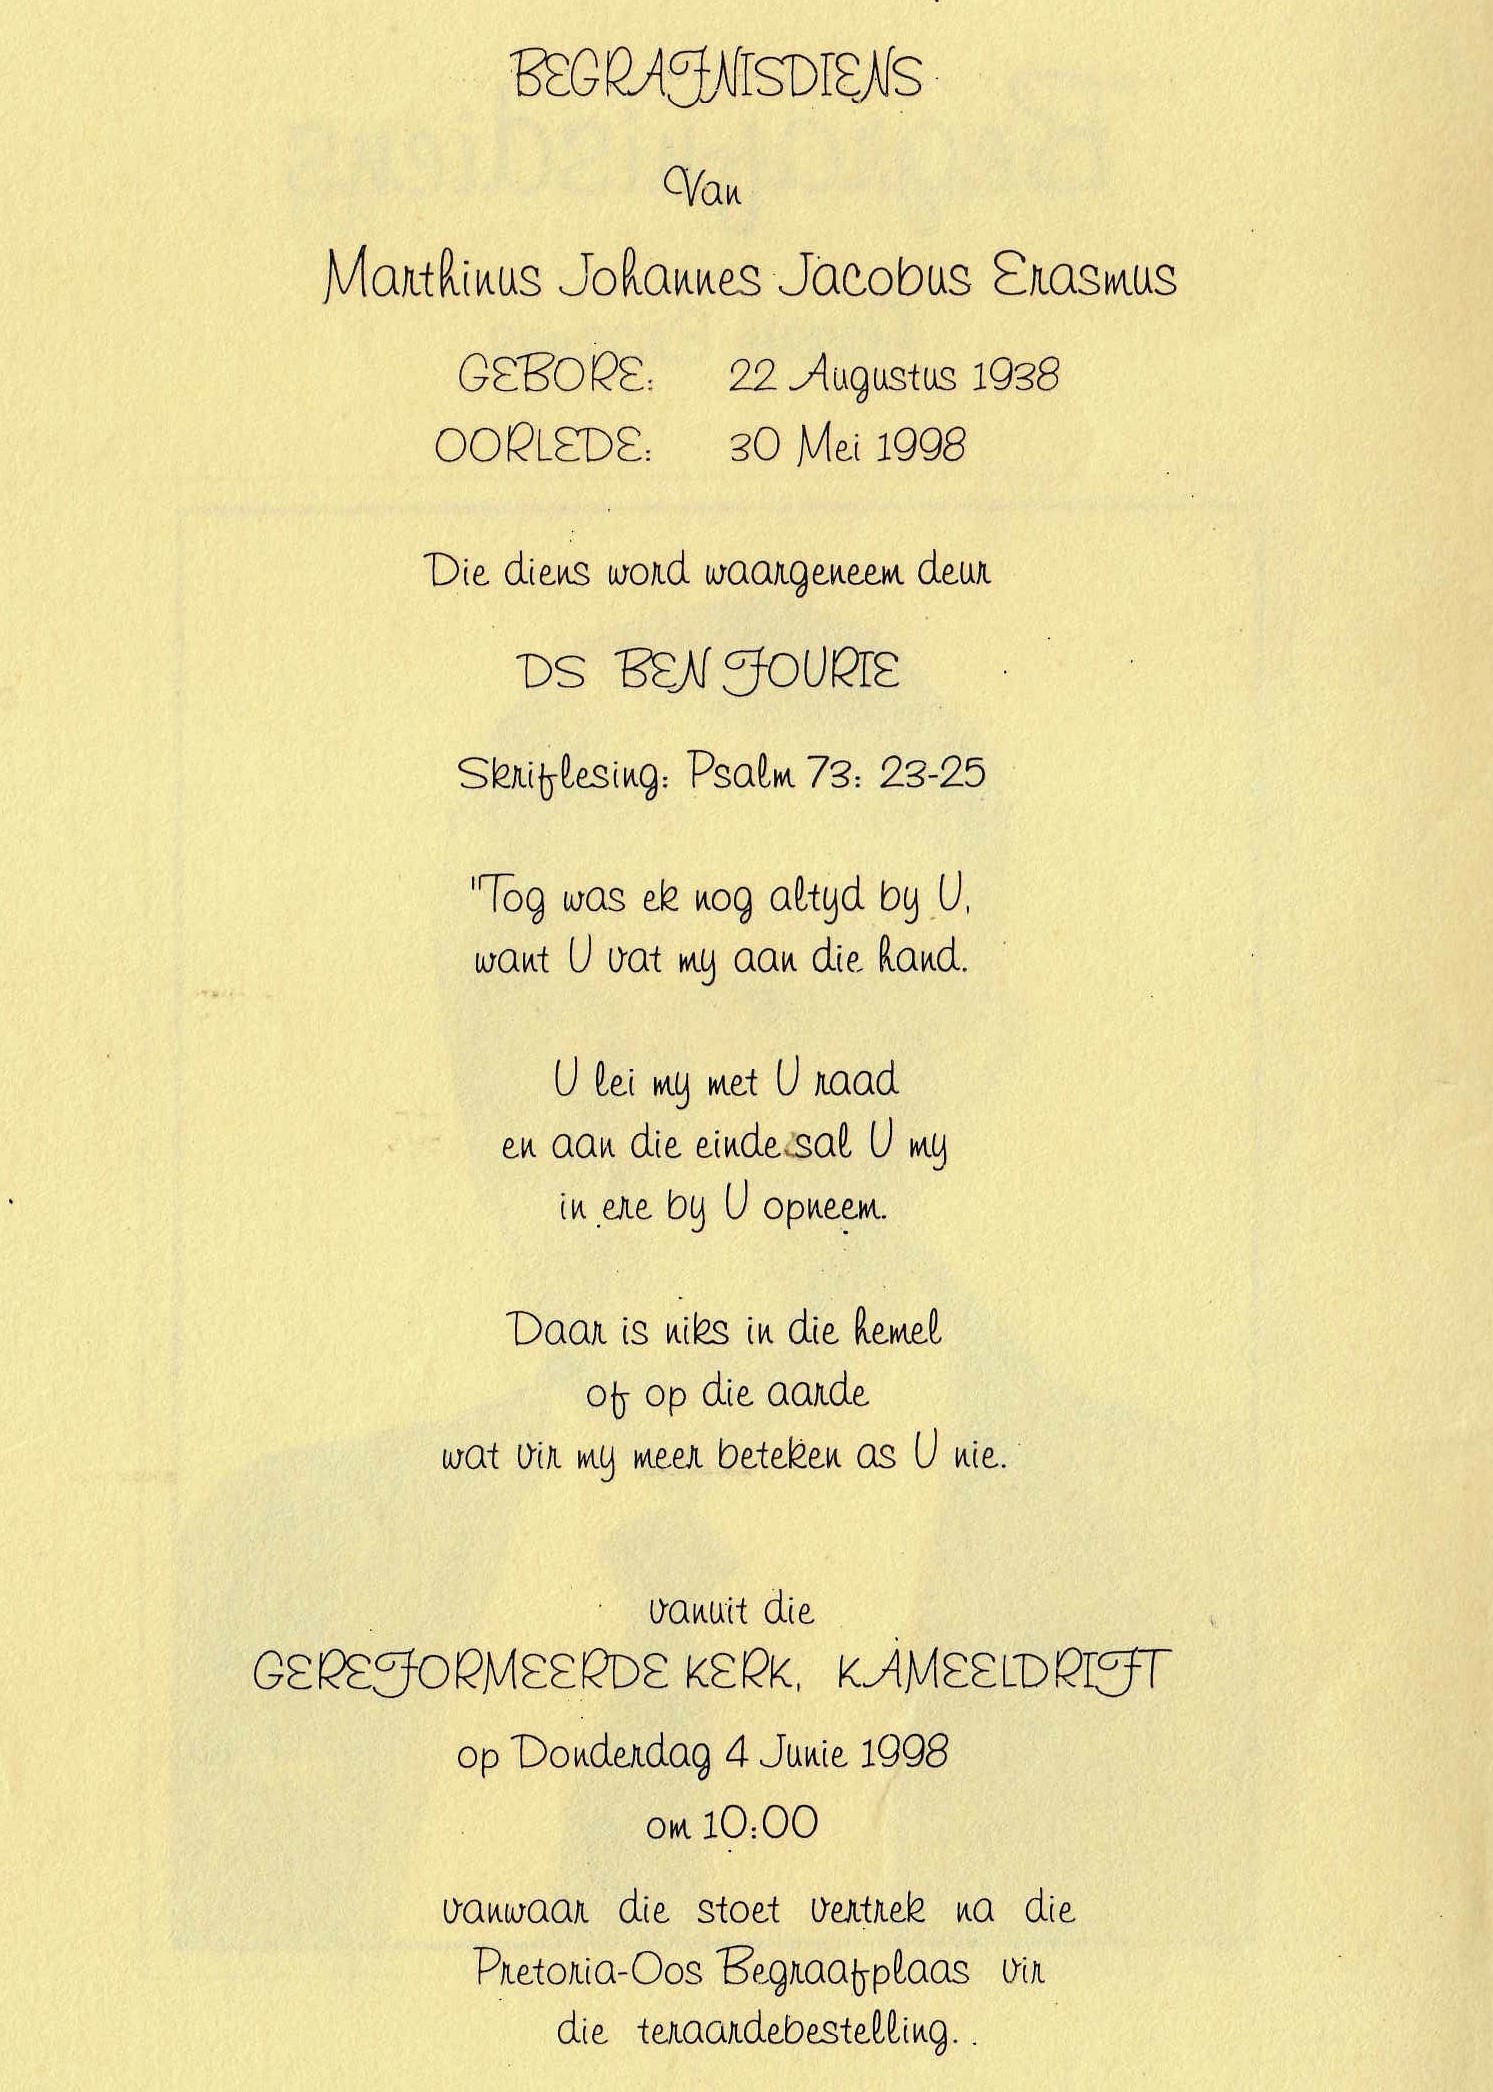 BEGRAFNISDIENS
Van
Marthinus Johannes Jacobus Erasmus
GEBORE: 22 Augustus 1938
OORLEDE: 30 Mei 1998
Die diens word waargeneem deur
DS BEN FOURIE
Skriflesing: Psalm 73: 23-25
"Tog was ek nog altyd by U,
want U vat my aan die hand.
U lei my met U raad
en aan die einde sal U my
in ere by U opneem.
Daar is niks in die hemel
of op die aarde
wat vir my meer beteken as U nie.
vanuit die
GEREFORMEERDE KERK, KAMEELDRIFT
op Donderdag 4 Junie 1998
om 10:00
vanwaar die stoet vertrek na die
Pretoria-Oos Begraafplaas vir
die teraardebestelling. .